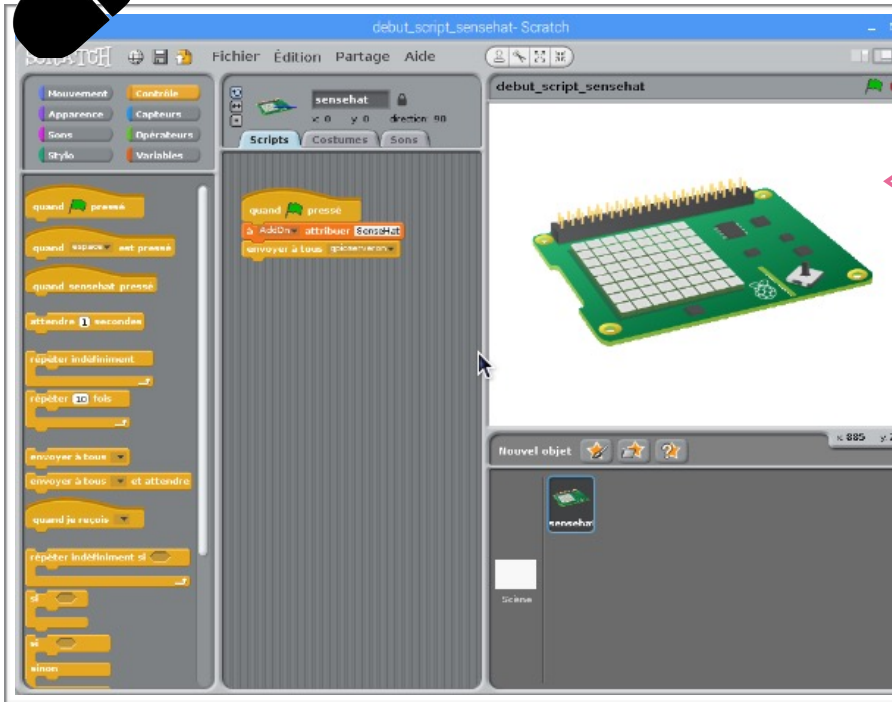 debut_script_sensehat- Scratch
SCRATCH
Fichier Édition Partage Aide
Mouvement Contrôle
Apparence Capteurs
Sons Opérateurs
Stylo Variables
quand pressé
quand espace est pressé
quand sensehat pressé
attendre 1 secondes
répéter indéfiniment
répéter 10 fois
envoyer à tous
envoyer à tous et attendre
quand je reçois
répéter indéfiniment si
si
si
sinon
sensehat
x: 0 y: 0 direction: 90
Scripts Costumes Sons
quand pressé
à AddOn attribuer SenseHat
envoyer à tous gpioserveron
debut_script_sensehat
x: 885 y:
Nouvel objet
sensehat
Scène